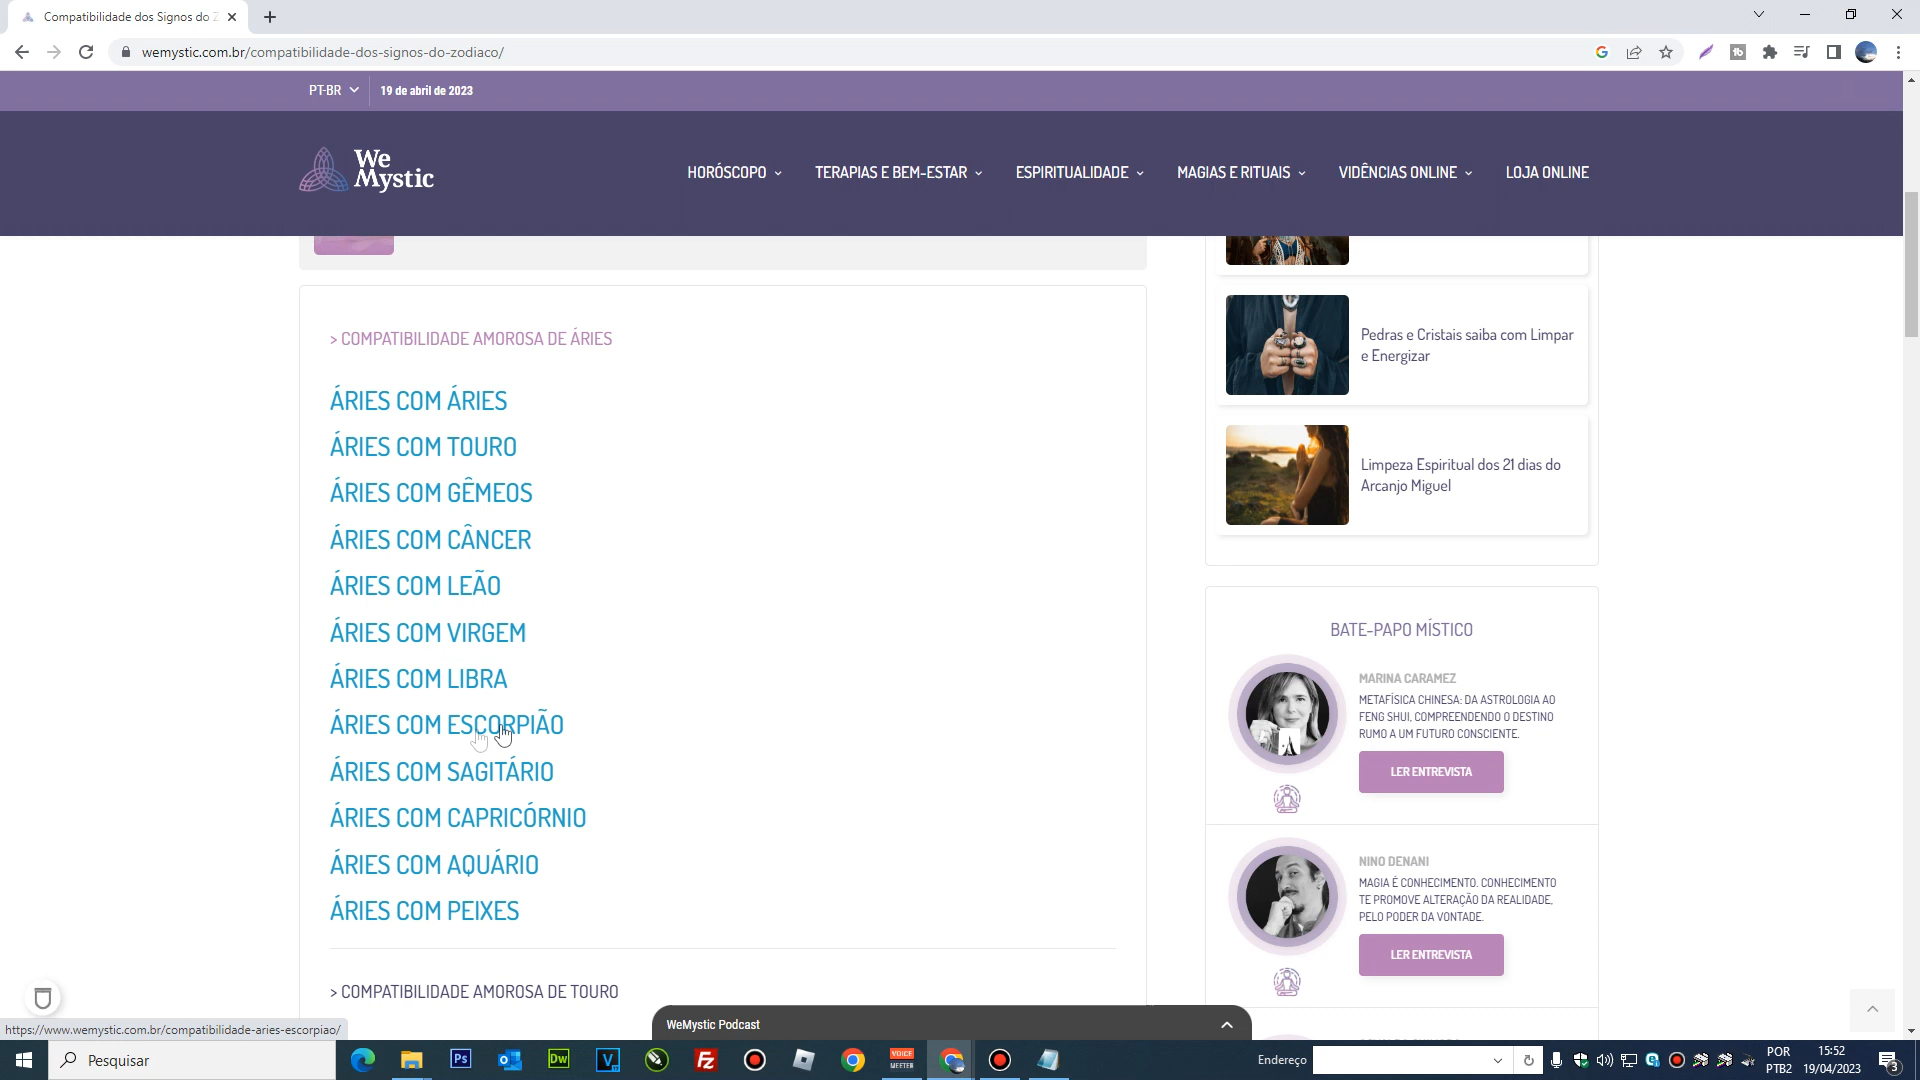 Compatibilidade dos Signos do Z
wemystic.com.br/compatibilidade-dos-signos-do-zodiaco/
PT-BR
19 de abril de 2023
We
Mystic
HORÓSCOPO
TERAPIAS E BEM-ESTAR
ESPIRITUALIDADE
MAGIAS E RITUAIS
VIDÊNCIAS ONLINE
LOJA ONLINE
> COMPATIBILIDADE AMOROSA DE ÁRIES
ÁRIES COM ÁRIES
ÁRIES COM TOURO
ÁRIES COM GÊMEOS
ÁRIES COM CÂNCER
ÁRIES COM LEÃO
ÁRIES COM VIRGEM
ÁRIES COM LIBRA
ÁRIES COM ESCORPIÃO
ÁRIES COM SAGITÁRIO
ÁRIES COM CAPRICÓRNIO
ÁRIES COM AQUÁRIO
ÁRIES COM PEIXES
> COMPATIBILIDADE AMOROSA DE TOURO
Pedras e Cristais saiba com Limpar
e Energizar
Limpeza Espiritual dos 21 dias do
Arcanjo Miguel
BATE-PAPO MÍSTICO
MARINA CARAMEZ
METAFÍSICA CHINESA: DA ASTROLOGIA AO
FENG SHUI, COMPREENDENDO O DESTINO
RUMO A UM FUTURO CONSCIENTE.
LER ENTREVISTA
NINO DENANI
MAGIA É CONHECIMENTO. CONHECIMENTO
TE PROMOVE ALTERAÇÃO DA REALIDADE,
PELO PODER DA VONTADE.
LER ENTREVISTA
WeMystic Podcast
https://www.wemystic.com.br/compatibilidade-aries-escorpiao/
Pesquisar
Ps
Dw
V
Fz
VOICE
MEETER
Endereço
POR
PTB2
15:52
19/04/2023
3